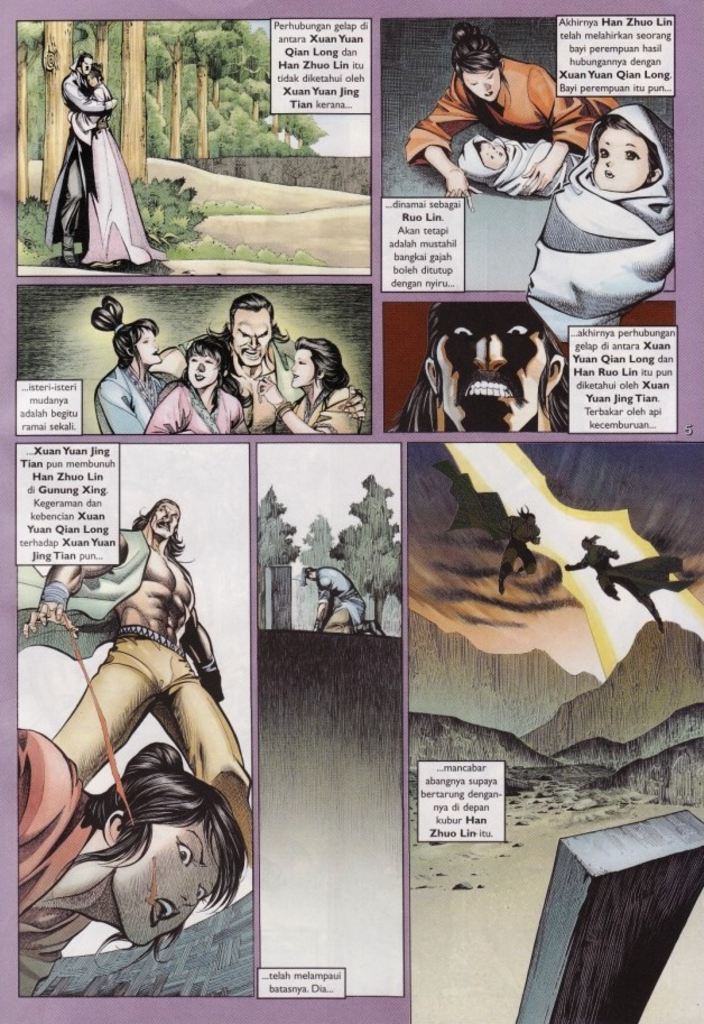 Perhubungan gelap di
antara Xuan Yuan
Qian Long dan
Han Zhuo Lin itu
tidak diketahui oleh
Xuan Yuan Jing
Tian kerana...
Akhirnya Han Zhuo Lin
telah melahirkan seorang
bayi perempuan hasil
hubungannya dengan
Xuan Yuan Qian Long.
Bayi perempuan itu pun...
...dinamai sebagai
Ruo Lin.
Akan tetapi
adalah mustahil
bangkai gajah
boleh ditutup
dengan nyiru...
...isteri-isteri
mudanya
adalah begitu
ramai sekali.
...akhirnya perhubungan
gelap di antara Xuan
Yuan Qian Long dan
Han Ruo Lin itu pun
diketahui oleh Xuan
Yuan Jing Tian.
Terbakar oleh api
kecemburuan...
5
...Xuan Yuan Jing
Tian pun membunuh
Han Zhuo Lin
di Gunung Xing.
Kegeraman dan
kebencian Xuan
Yuan Qian Long
terhadap Xuan Yuan
Jing Tian pun...
...telah melampaui
batasnya. Dia...
...mancabar
abangnya supaya
bertarung dengan-
nya di depan
kubur Han
Zhuo Lin itu.